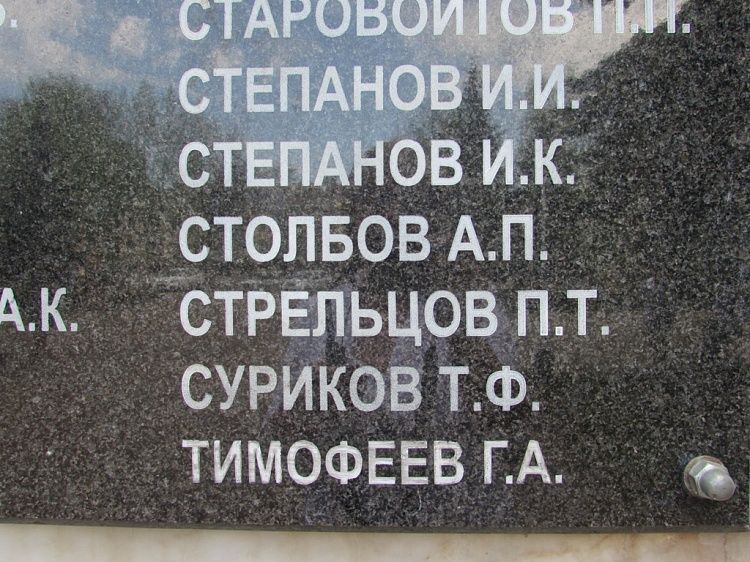 СТАРОВОИТОВ П.П.
СТЕПАНОВ И.И.
СТЕПАНОВ И.К.
СТОЛБОВ А.П.
А.К. СТРЕЛЬЦОВ П.Т.
СУРИКОВ Т.Ф.
ТИМОФЕЕВ Г.А.